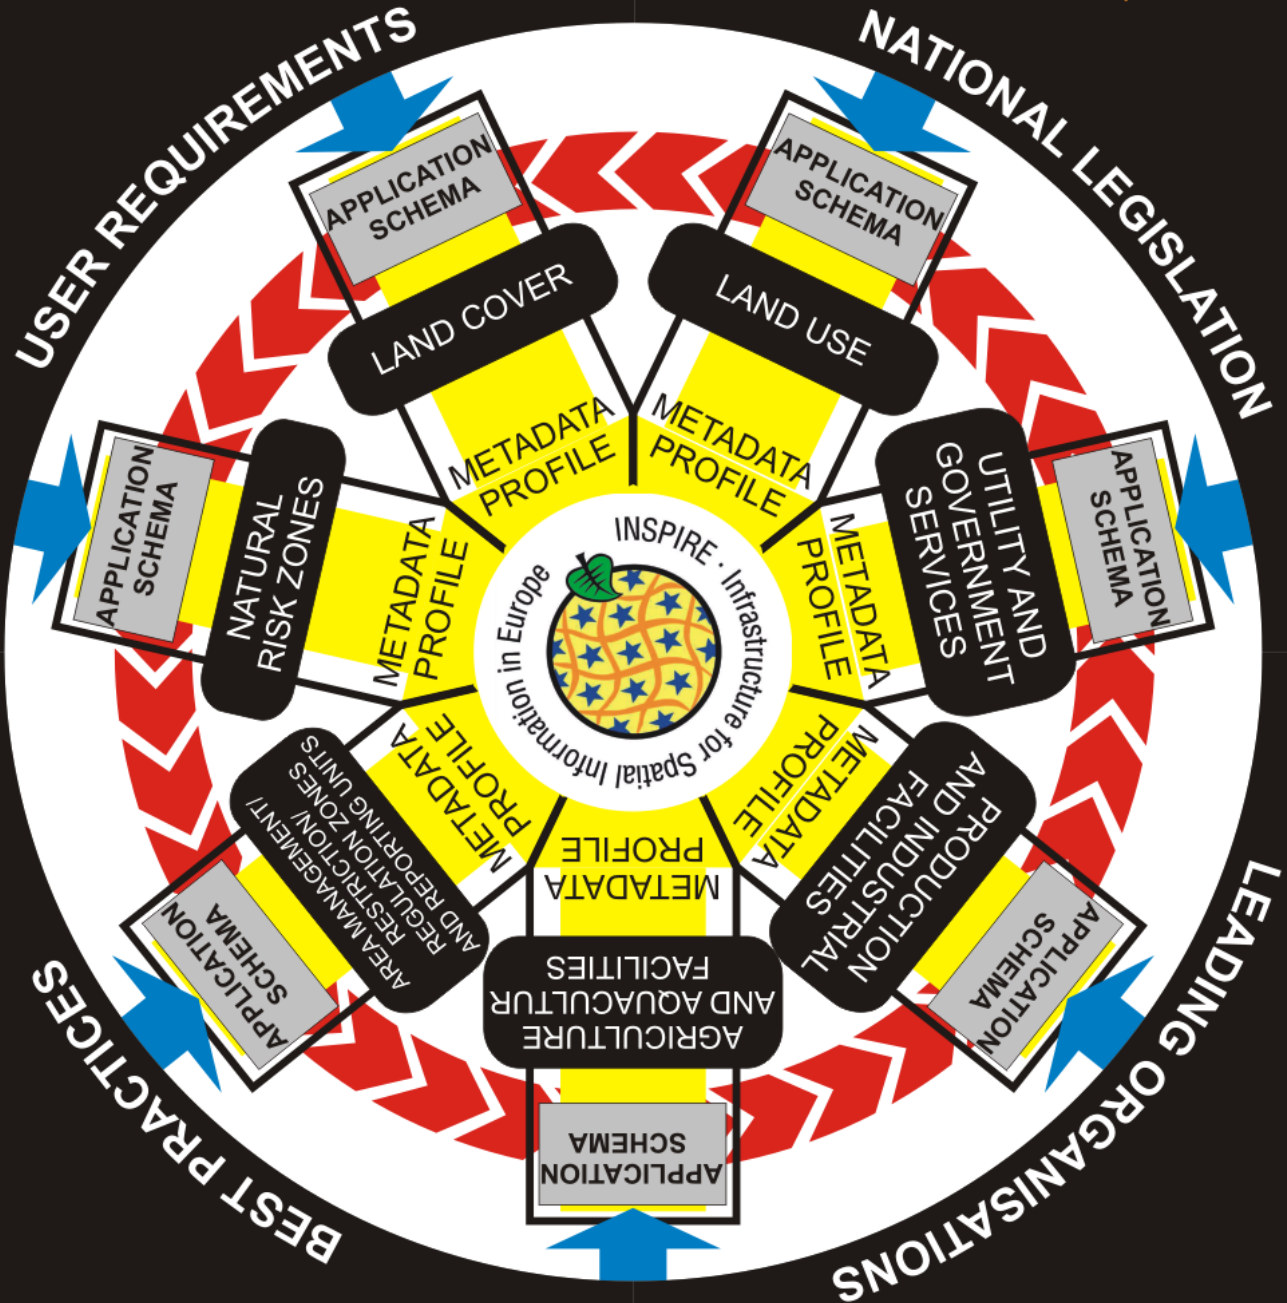 USER REQUIREMENTS
NATIONAL LEGISLATION
LEADING ORGANISATIONS
BEST PRACTICES
APPLICATION
SCHEMA
LAND COVER
METADATA
PROFILE
APPLICATION
SCHEMA
LAND USE
METADATA
PROFILE
APPLICATION
SCHEMA
UTILITY AND
GOVERNMENT
SERVICES
METADATA
PROFILE
APPLICATION
SCHEMA
PRODUCTION
AND INDUSTRIAL
FACILITIES
METADATA
PROFILE
APPLICATION
SCHEMA
AGRICULTURE
AND AQUACULTUR
FACILITIES
METADATA
PROFILE
APPLICATION
SCHEMA
AREA MANAGEMENT/
RESTRICTION/
REGULATION ZONES
AND REPORTING UNITS
METADATA
PROFILE
APPLICATION
SCHEMA
NATURAL
RISK ZONES
METADATA
PROFILE
INSPIRE · Infrastructure for Spatial Information in Europe